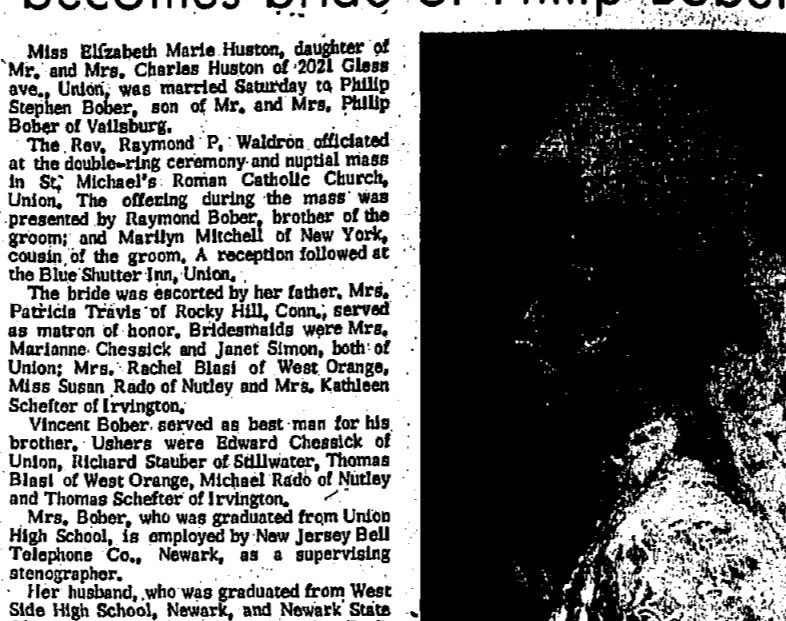 becomes bride of Philip Bober
Miss Elizabeth Marie Huston, daughter of
Mr. and Mrs. Charles Huston of 2021 Glass
ave., Union, was married Saturday to Philip
Stephen Bober, son of Mr. and Mrs. Philip
Bober of Vailsburg.
The Rev. Raymond P. Waldron officiated
at the double-ring ceremony and nuptial mass
in St. Michael's Roman Catholic Church,
Union. The offering during the mass was
presented by Raymond Bober, brother of the
groom; and Marilyn Mitchell of New York,
cousin of the groom. A reception followed at
the Blue Shutter Inn, Union.
The bride was escorted by her father. Mrs.
Patricia Travis of Rocky Hill, Conn., served
as matron of honor. Bridesmaids were Mrs.
Marianne Chessick and Janet Simon, both of
Union; Mrs. Rachel Blasi of West Orange,
Miss Susan Rado of Nutley and Mrs. Kathleen
Schefter of Irvington.
Vincent Bober served as best man for his
brother. Ushers were Edward Chessick of
Union, Richard Stauber of Stillwater, Thomas
Blasi of West Orange, Michael Rado of Nutley
and Thomas Schefter of Irvington.
Mrs. Bober, who was graduated from Union
High School, is employed by New Jersey Bell
Telephone Co., Newark, as a supervising
stenographer.
Her husband, who was graduated from West
Side High School, Newark, and Newark State